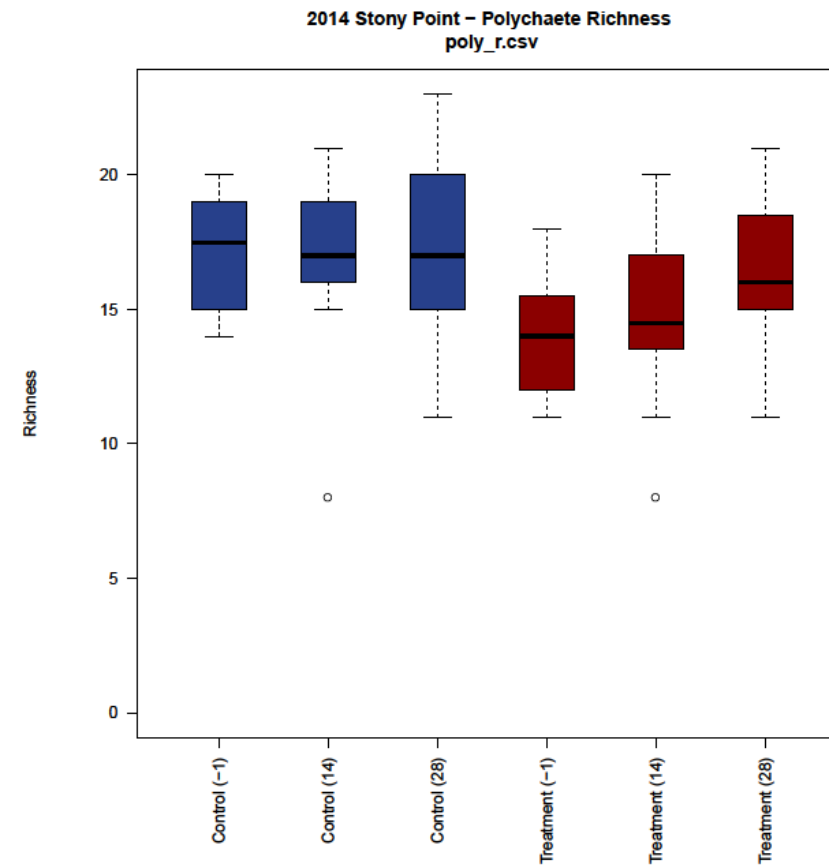 2014 Stony Point − Polychaete Richness
poly_r.csv
Richness
20
15
10
5
0
Control (−1)
Control (14)
Control (28)
Treatment (−1)
Treatment (14)
Treatment (28)